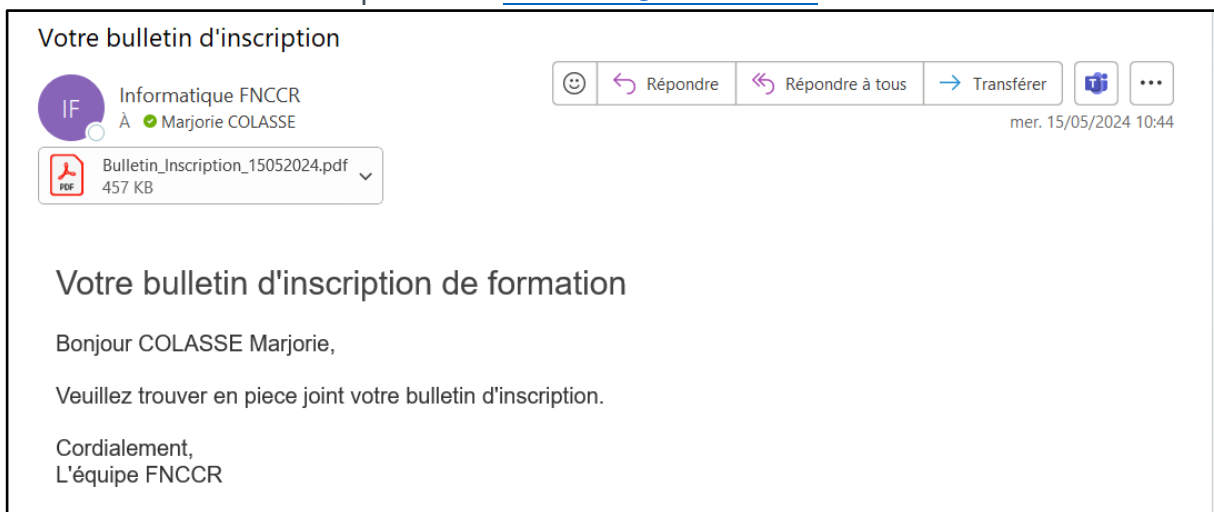 Votre bulletin d'inscription
IF
Informatique FNCCR
À Marjorie COLASSE
Répondre
Répondre à tous
Transférer
mer. 15/05/2024 10:44
PDF
Bulletin_Inscription_15052024.pdf
457 KB
Votre bulletin d'inscription de formation
Bonjour COLASSE Marjorie,
Veuillez trouver en piece joint votre bulletin d'inscription.
Cordialement,
L'équipe FNCCR